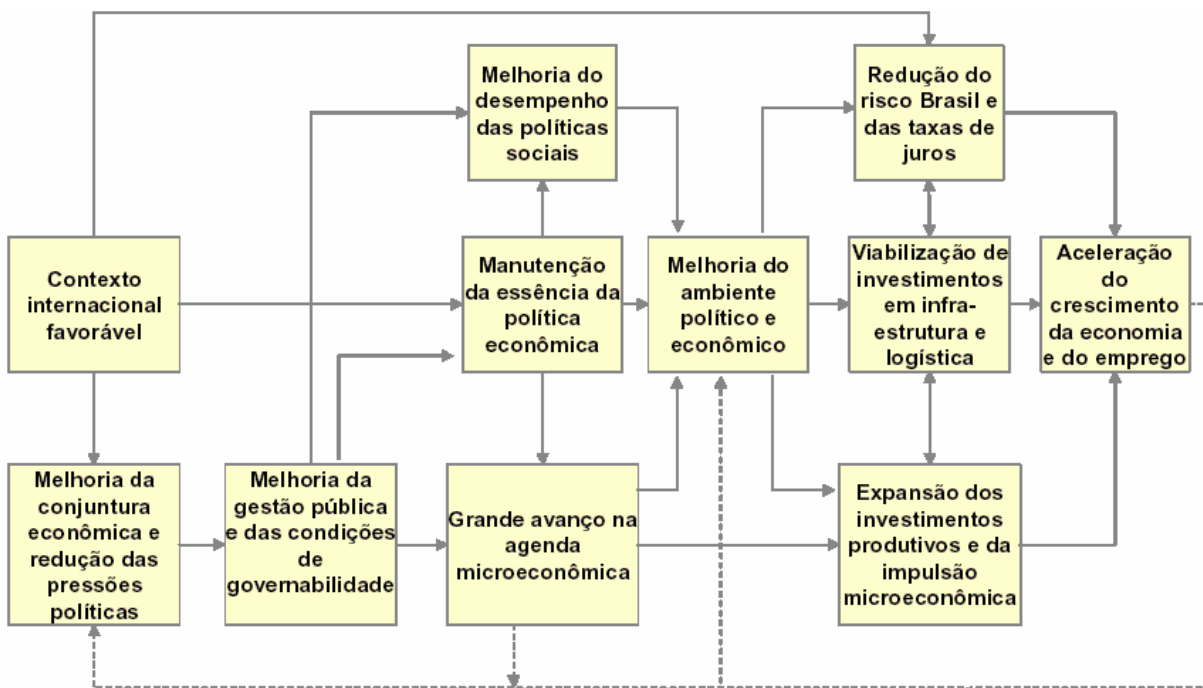 Melhoria do
desempenho
das políticas
sociais
Redução do
risco Brasil e
das taxas de
juros
Contexto
internacional
favorável
Manutenção
da essência da
política
econômica
Melhoria do
ambiente
político e
econômico
Viabilização de
investimentos
em infra-
estrutura e
logística
Aceleração
do
crescimento
da economia
e do emprego
Melhoria da
conjuntura
econômica e
redução das
pressões
políticas
Melhoria da
gestão pública
e das condições
de
governabilidade
Grande avanço na
agenda
microeconômica
Expansão dos
investimentos
produtivos e da
impulsão
microeconômica